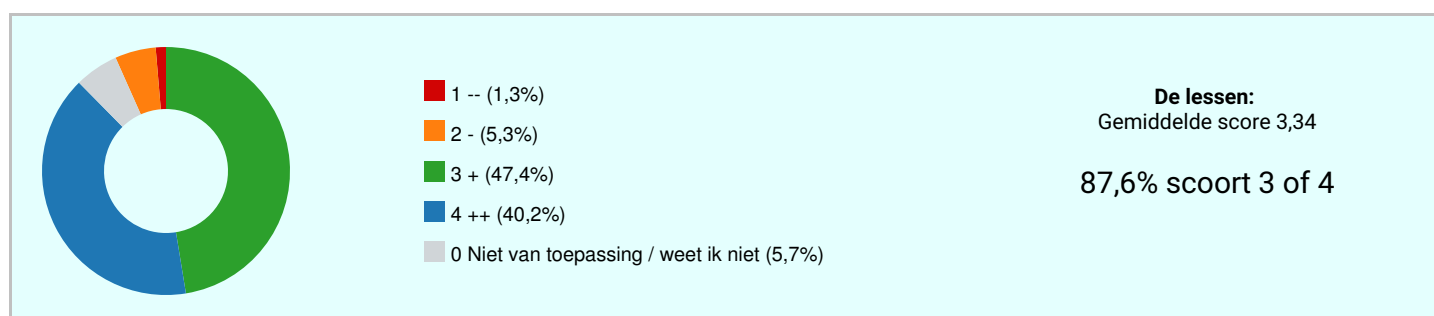 1 -- (1,3%)
2 - (5,3%)
3 + (47,4%)
4 ++ (40,2%)
0 Niet van toepassing / weet ik niet (5,7%)
De lessen:
Gemiddelde score 3,34
87,6% scoort 3 of 4